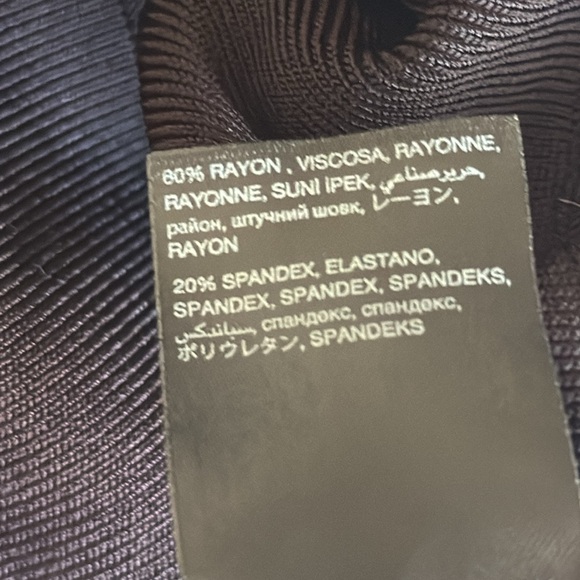 80% RAYON , VISCOSA, RAYONNE,
RAYONNE, SUNİ İPEK, حرير صناعي,
район, штучний шовк, レーヨン,
RAYON
20% SPANDEX, ELASTANO,
SPANDEX, SPANDEX, SPANDEKS,
سباندكس, спандекс, спандекс,
ポリウレタン, SPANDEKS